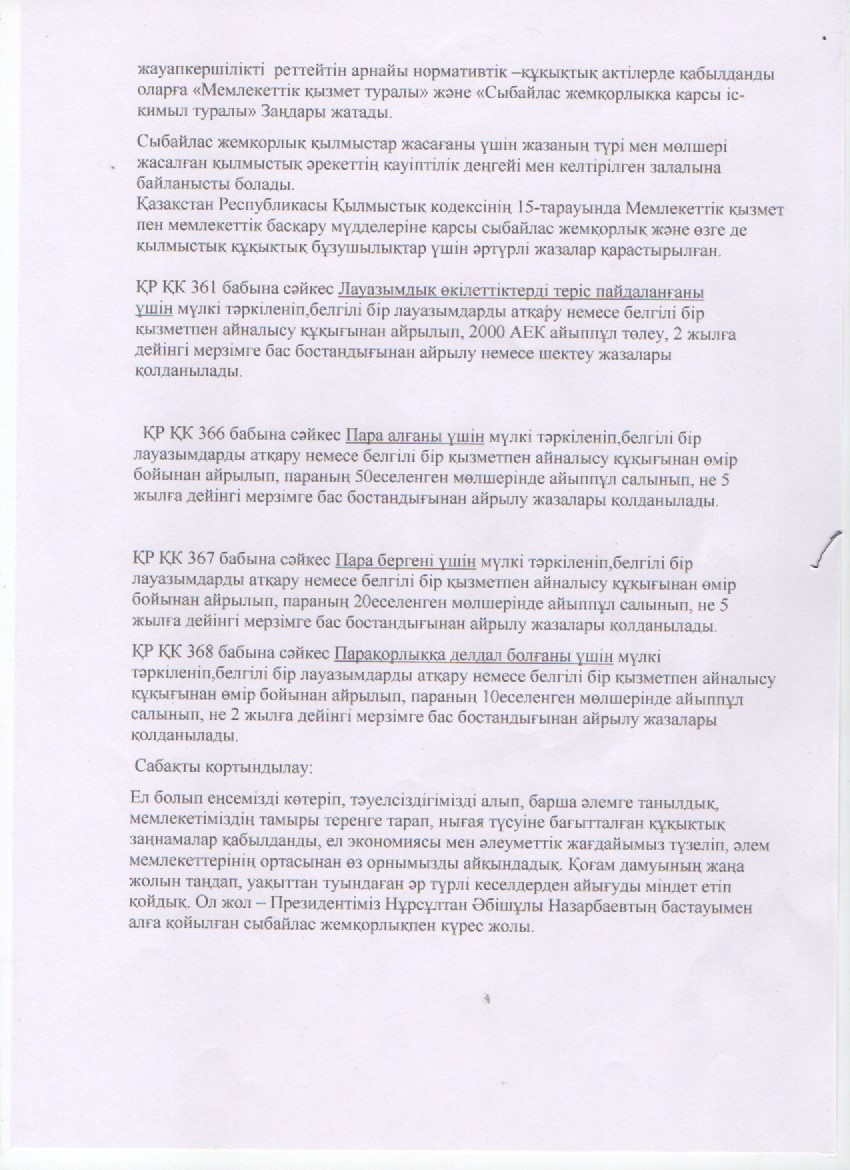 жауапкершілікті  реттейтін арнайы нормативтік –құқықтық актілерде қабылданды
оларға «Мемлекеттік қызмет туралы» және «Сыбайлас жемқорлыққа қарсы іс-
қимыл туралы» Заңдары жатады.
Сыбайлас жемқорлық қылмыстар жасағаны үшін жазаның түрі мен мөлшері
жасалған қылмыстық әрекеттің қауіптілік деңгейі мен келтірілген залалына
байланысты болады.
Қазақстан Республикасы Қылмыстық кодексінің 15-тарауында Мемлекеттік қызмет
пен мемлекеттік басқару мүдделеріне қарсы сыбайлас жемқорлық және өзге де
қылмыстық құқықтық бұзушылықтар үшін әртүрлі жазалар қарастырылған.
ҚР ҚК 361 бабына сәйкес Лауазымдық өкілеттіктерді теріс пайдаланғаны
үшін мүлкі тәркіленіп,белгілі бір лауазымдарды атқару немесе белгілі бір
қызметпен айналысу құқығынан айрылып, 2000 АЕК айыппұл төлеу, 2 жылға
дейінгі мерзімге бас бостандығынан айрылу немесе шектеу жазалары
қолданылады.
ҚР ҚК 366 бабына сәйкес Пара алғаны үшін мүлкі тәркіленіп,белгілі бір
лауазымдарды атқару немесе белгілі бір қызметпен айналысу құқығынан өмір
бойынан айрылып, параның 50еселенген мөлшерінде айыппұл салынып, не 5
жылға дейінгі мерзімге бас бостандығынан айрылу жазалары қолданылады.
ҚР ҚК 367 бабына сәйкес Пара бергені үшін мүлкі тәркіленіп,белгілі бір
лауазымдарды атқару немесе белгілі бір қызметпен айналысу құқығынан өмір
бойынан айрылып, параның 20еселенген мөлшерінде айыппұл салынып, не 5
жылға дейінгі мерзімге бас бостандығынан айрылу жазалары қолданылады.
ҚР ҚК 368 бабына сәйкес Парақорлыққа делдал болғаны үшін мүлкі
тәркіленіп,белгілі бір лауазымдарды атқару немесе белгілі бір қызметпен айналысу
құқығынан өмір бойынан айрылып, параның 10еселенген мөлшерінде айыппұл
салынып, не 2 жылға дейінгі мерзімге бас бостандығынан айрылу жазалары
қолданылады.
Сабақты қортындылау:
Ел болып еңсемізді көтеріп, тәуелсіздігімізді алып, барша әлемге танылдық,
мемлекетіміздің тамыры тереңге тарап, нығая түсуіне бағытталған құқықтық
заңнамалар қабылданды, ел экономиясы мен әлеуметтік жағдайымыз түзеліп, әлем
мемлекеттерінің ортасынан өз орнымызды айқындадық. Қоғам дамуының жаңа
жолын таңдап, уақыттан туындаған әр түрлі кеселдерден айығуды міндет етіп
қойдық. Ол жол – Президентіміз Нұрсұлтан Әбішұлы Назарбаевтың бастауымен
алға қойылған сыбайлас жемқорлықпен күрес жолы.